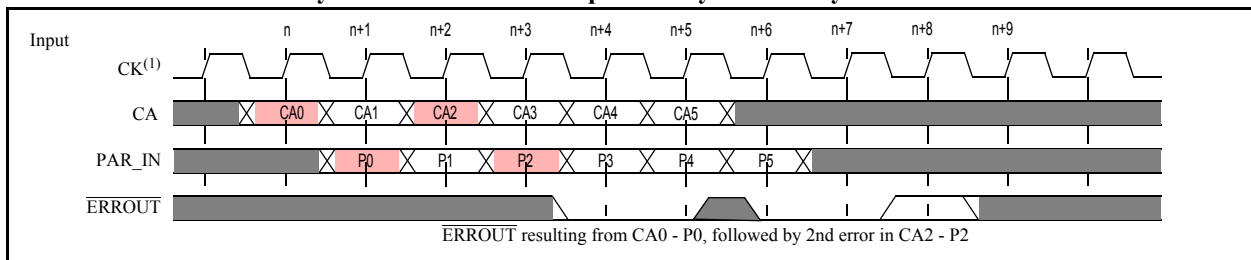 Input
n n+1 n+2 n+3 n+4 n+5 n+6 n+7 n+8 n+9
CK(1)
CA CA0 CA1 CA2 CA3 CA4 CA5
PAR_IN P0 P1 P2 P3 P4 P5
ERROUT
ERROUT resulting from CA0 - P0, followed by 2nd error in CA2 - P2